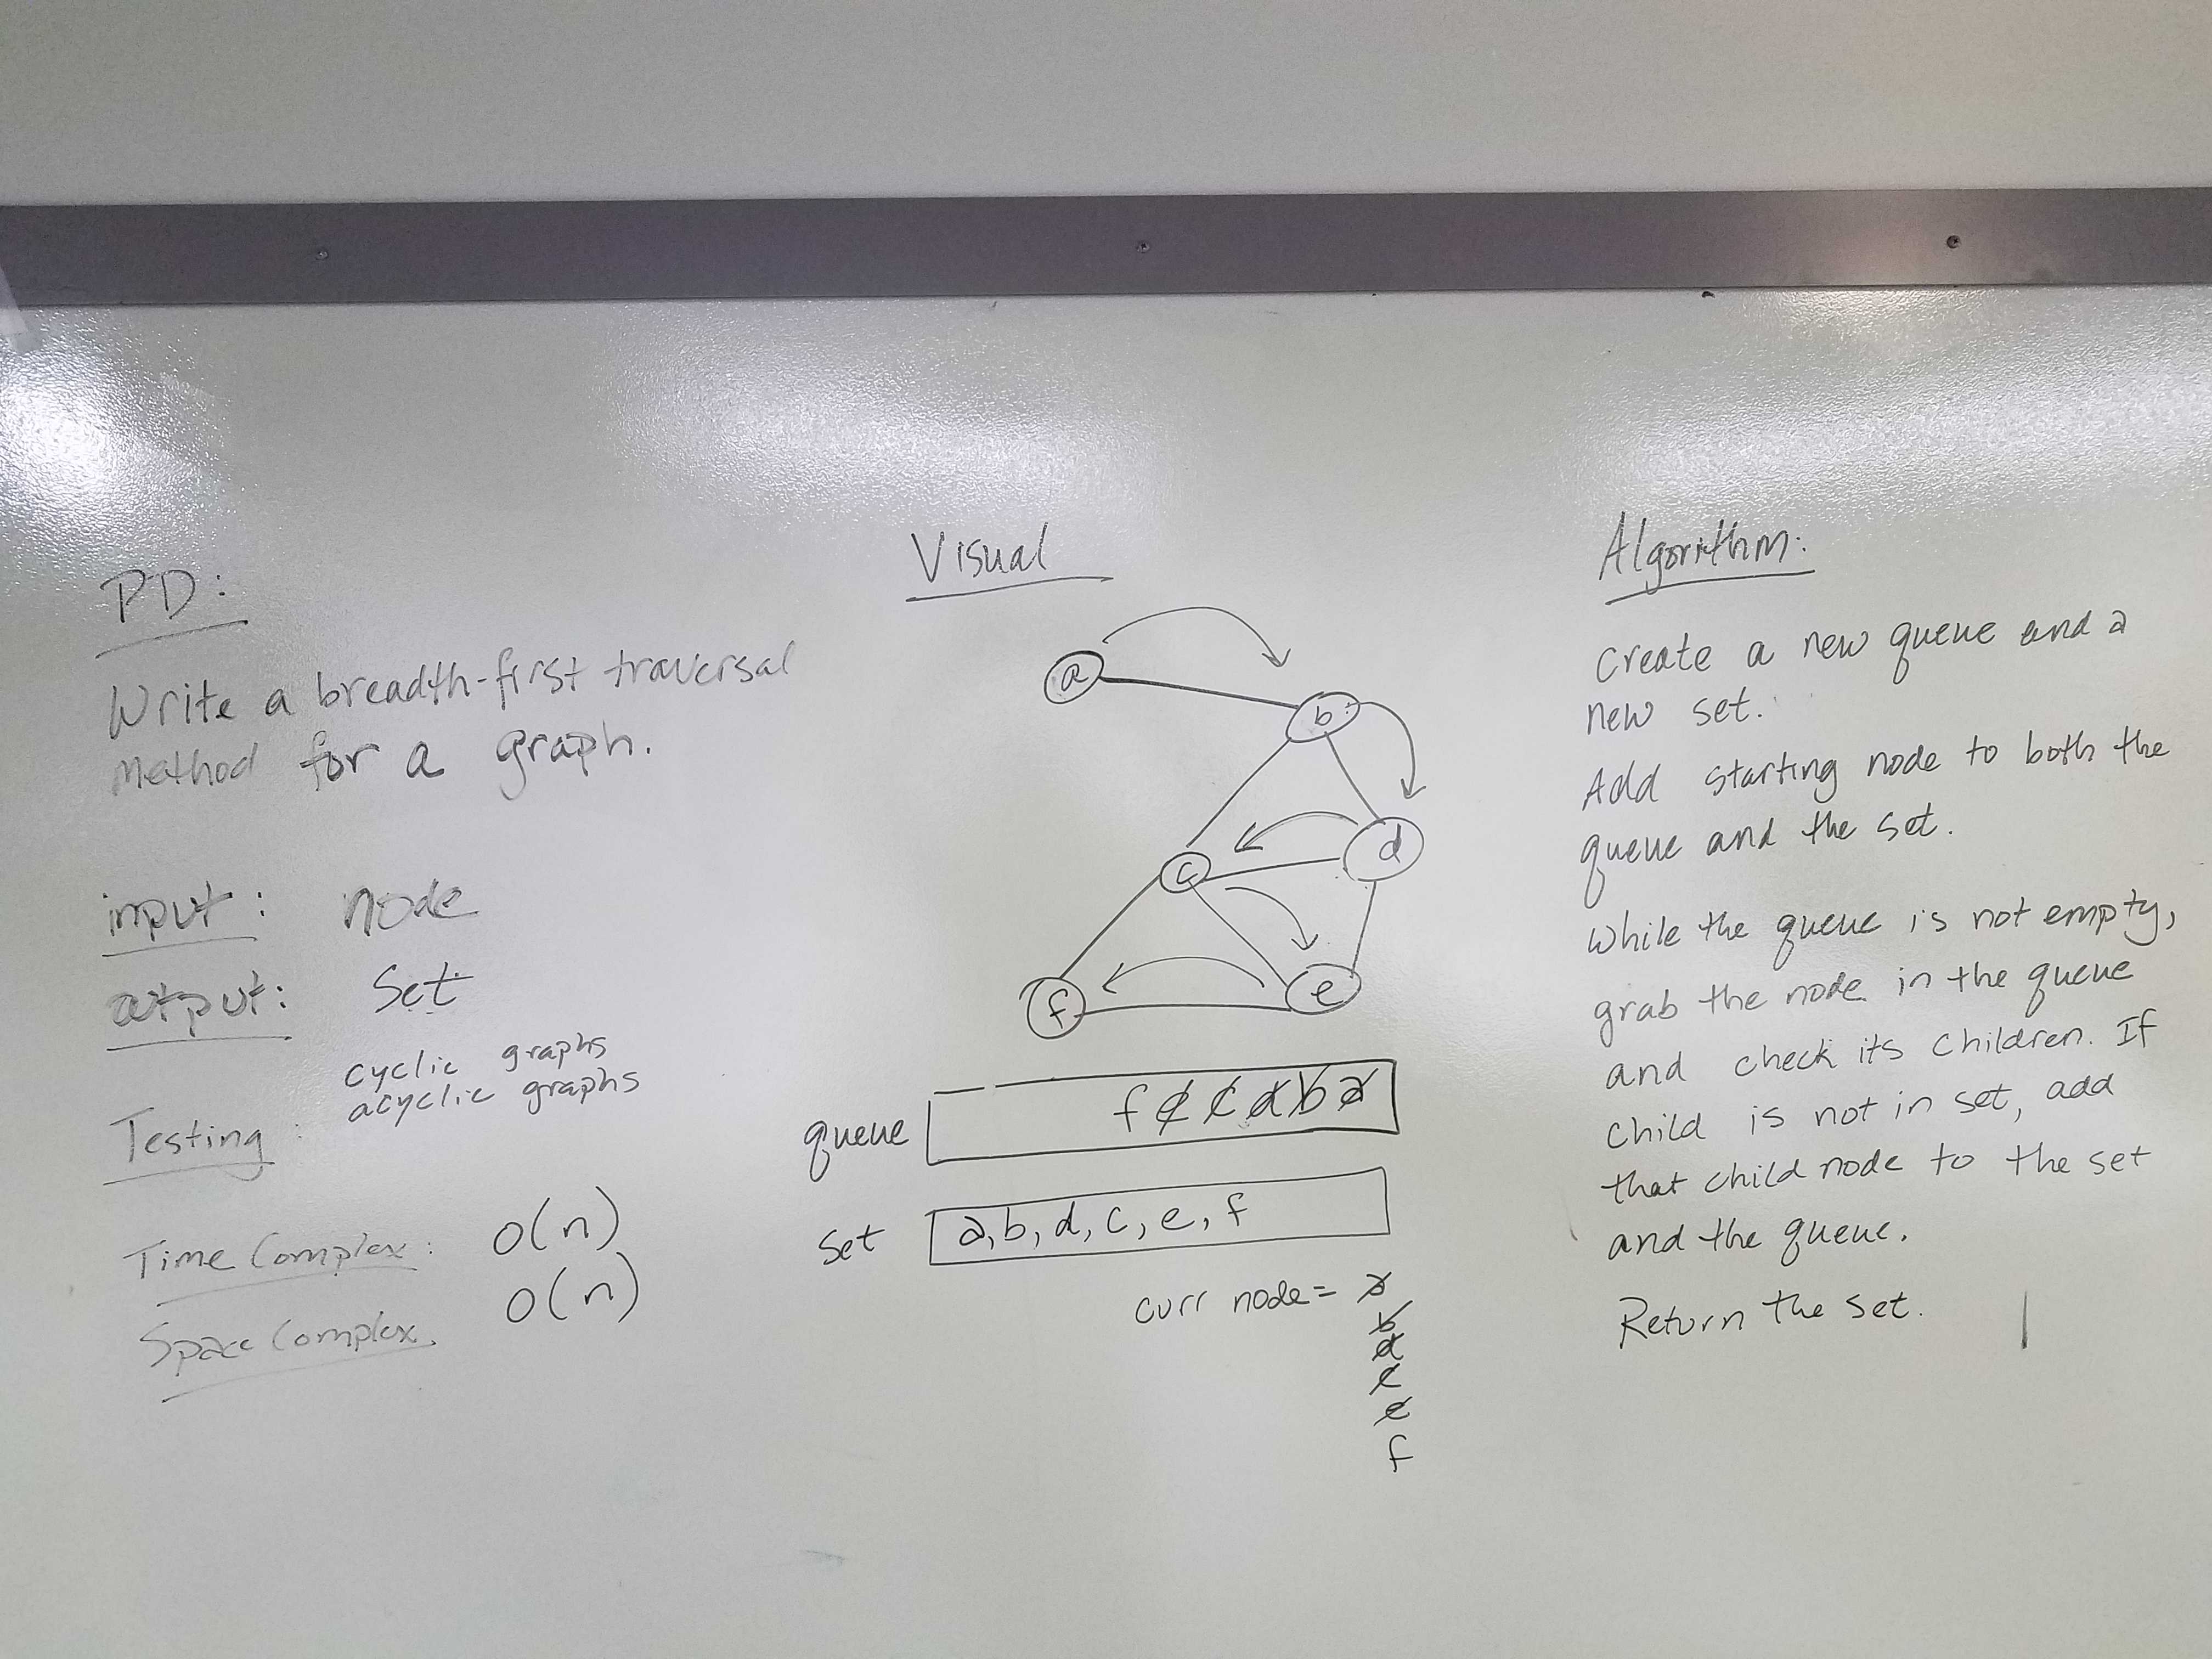 PD:
Write a breadth-first traversal
method for a graph.
input: node
output: Set
cyclic graphs
acyclic graphs
Testing:
Time Complex: O(n)
Space Complex. O(n)
Visual
a
b
d
c
f
e
queue
f b a
set
a, b, d, c, e, f
curr node = a
b
d
c
e
f
Algorithm:
Create a new queue and a
new set.
Add starting node to both the
queue and the set.
While the queue is not empty,
grab the node in the queue
and check its children. If
child is not in set, add
that child node to the set
and the queue.
Return the set.